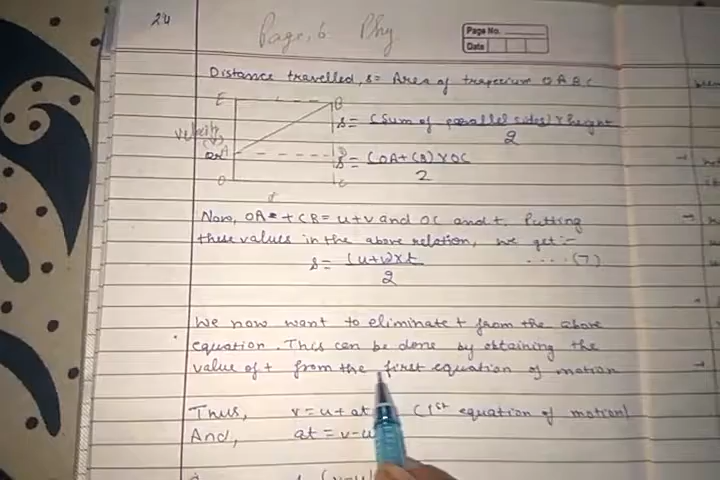 24
Page, 6 Phy
Page No.
Date
Distance travelled, s = Area of trapezium OABC
E B
s = (Sum of parallel sides) x height
2
velocity
(v)
A
s = (OA + CB) x OC
2
O t C
Now, OA + CB = u + v and OC and t. Putting
these values in the above relation, we get :-
s = (u+v) x t
2
....(7)
We now want to eliminate t from the above
equation. This can be done by obtaining the
value of t from the first equation of motion
Thus, v = u + at (1st equation of motion)
And, at = v - u